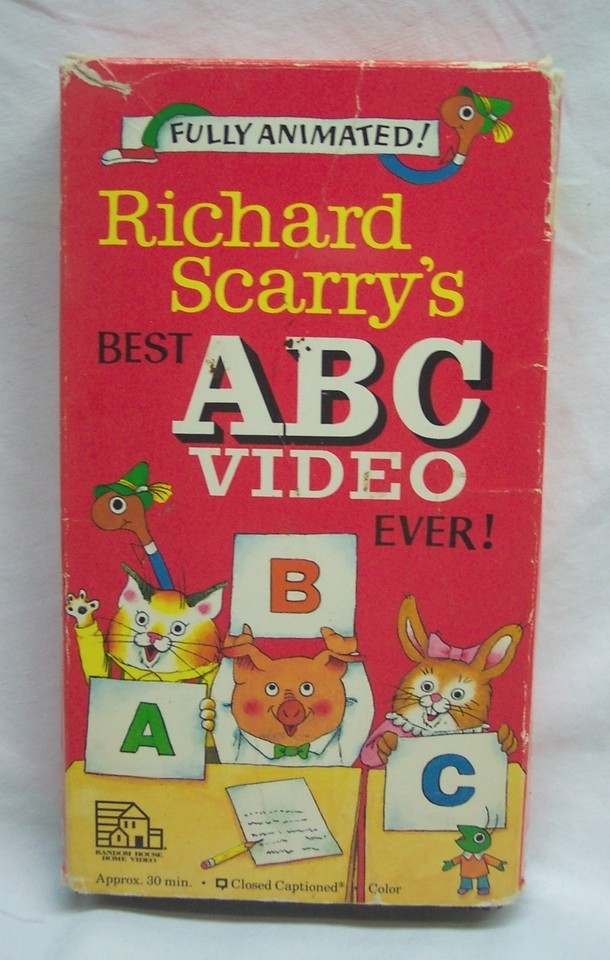 FULLY ANIMATED!
Richard
Scarry's
BEST
ABC
VIDEO
EVER!
B
A
C
RANDOM HOUSE
HOME VIDEO
Approx. 30 min. • Closed Captioned® • Color